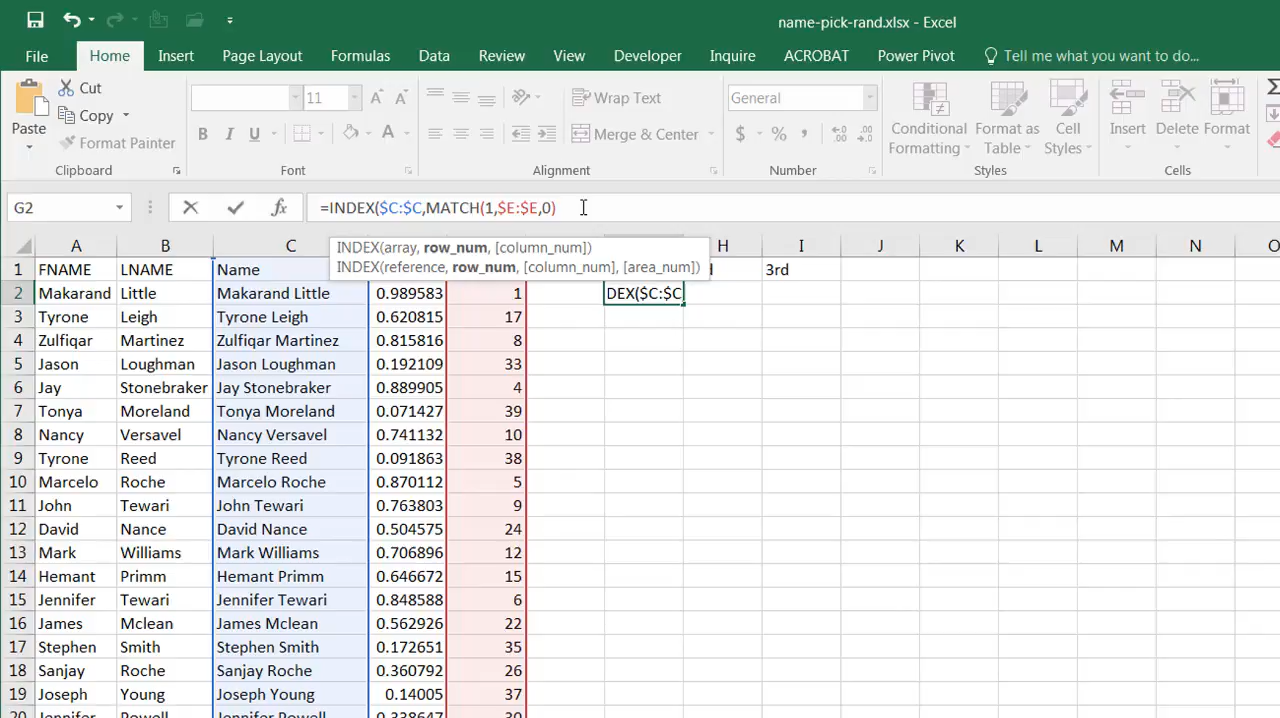 name-pick-rand.xlsx - Excel
File Home Insert Page Layout Formulas Data Review View Developer Inquire ACROBAT Power Pivot Tell me what you want to do...
Paste
Cut
Copy
Format Painter
Clipboard
11 A A
B I U A
Font
Wrap Text
Merge & Center
Alignment
General
$ % ,
Number
Conditional Formatting
Format as Table
Cell Styles
Styles
Insert Delete Format
Cells
G2 fx =INDEX($C:$C,MATCH(1,$E:$E,0)
INDEX(array, row_num, [column_num])
INDEX(reference, row_num, [column_num], [area_num])
A B C H I J K L M N O
1 FNAME LNAME Name 3rd
2 Makarand Little Makarand Little 0.989583 1 DEX($C:$C
3 Tyrone Leigh Tyrone Leigh 0.620815 17
4 Zulfiqar Martinez Zulfiqar Martinez 0.815816 8
5 Jason Loughman Jason Loughman 0.192109 33
6 Jay Stonebraker Jay Stonebraker 0.889905 4
7 Tonya Moreland Tonya Moreland 0.071427 39
8 Nancy Versavel Nancy Versavel 0.741132 10
9 Tyrone Reed Tyrone Reed 0.091863 38
10 Marcelo Roche Marcelo Roche 0.870112 5
11 John Tewari John Tewari 0.763803 9
12 David Nance David Nance 0.504575 24
13 Mark Williams Mark Williams 0.706896 12
14 Hemant Primm Hemant Primm 0.646672 15
15 Jennifer Tewari Jennifer Tewari 0.848588 6
16 James Mclean James Mclean 0.562926 22
17 Stephen Smith Stephen Smith 0.172651 35
18 Sanjay Roche Sanjay Roche 0.360792 26
19 Joseph Young Joseph Young 0.14005 37
20 Jennifer Powell Jennifer Powell 0.338647 30